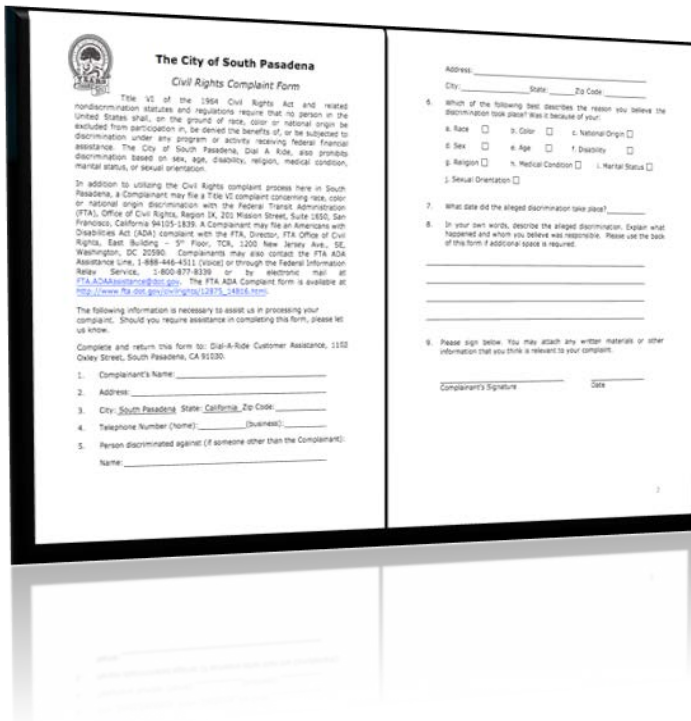 YEARS
The City of South Pasadena
Civil Rights Complaint Form
Title VI of the 1964 Civil Rights Act and related
nondiscrimination statutes and regulations require that no person in the
United States shall, on the ground of race, color or national origin be
excluded from participation in, be denied the benefits of, or be subjected to
discrimination under any program or activity receiving federal financial
assistance. The City of South Pasadena, Dial A Ride, also prohibits
discrimination based on sex, age, disability, religion, medical condition,
marital status, or sexual orientation.
In addition to utilizing the Civil Rights complaint process here in South
Pasadena, a Complainant may file a Title VI complaint concerning race, color
or national origin discrimination with the Federal Transit Administration
(FTA), Office of Civil Rights, Region IX, 201 Mission Street, Suite 1650, San
Francisco, California 94105-1839. A Complainant may file an Americans with
Disabilities Act (ADA) complaint with the FTA, Director, FTA Office of Civil
Rights, East Building – 5th Floor, TCR, 1200 New Jersey Ave., SE,
Washington, DC 20590. Complainants may also contact the FTA ADA
Assistance Line, 1-888-446-4511 (Voice) or through the Federal Information
Relay Service, 1-800-877-8339 or by electronic mail at
FTA.ADAAssistance@dot.gov. The FTA ADA Complaint form is available at
http://www.fta.dot.gov/civilrights/12875_14816.html.
The following information is necessary to assist us in processing your
complaint. Should you require assistance in completing this form, please let
us know.
Complete and return this form to: Dial-A-Ride Customer Assistance, 1102
Oxley Street, South Pasadena, CA 91030.
1. Complainant's Name:
2. Address:
3. City: South Pasadena State: California Zip Code:
4. Telephone Number (home): (business):
5. Person discriminated against (if someone other than the Complainant):
Name:
Address:
City: State: Zip Code:
6. Which of the following best describes the reason you believe the
discrimination took place? Was it because of your:
a. Race b. Color c. National Origin
d. Sex e. Age f. Disability
g. Religion h. Medical Condition i. Marital Status
j. Sexual Orientation
7. What date did the alleged discrimination take place?
8. In your own words, describe the alleged discrimination. Explain what
happened and whom you believe was responsible. Please use the back
of this form if additional space is required.
9. Please sign below. You may attach any written materials or other
information that you think is relevant to your complaint.
Complainant's Signature Date
2